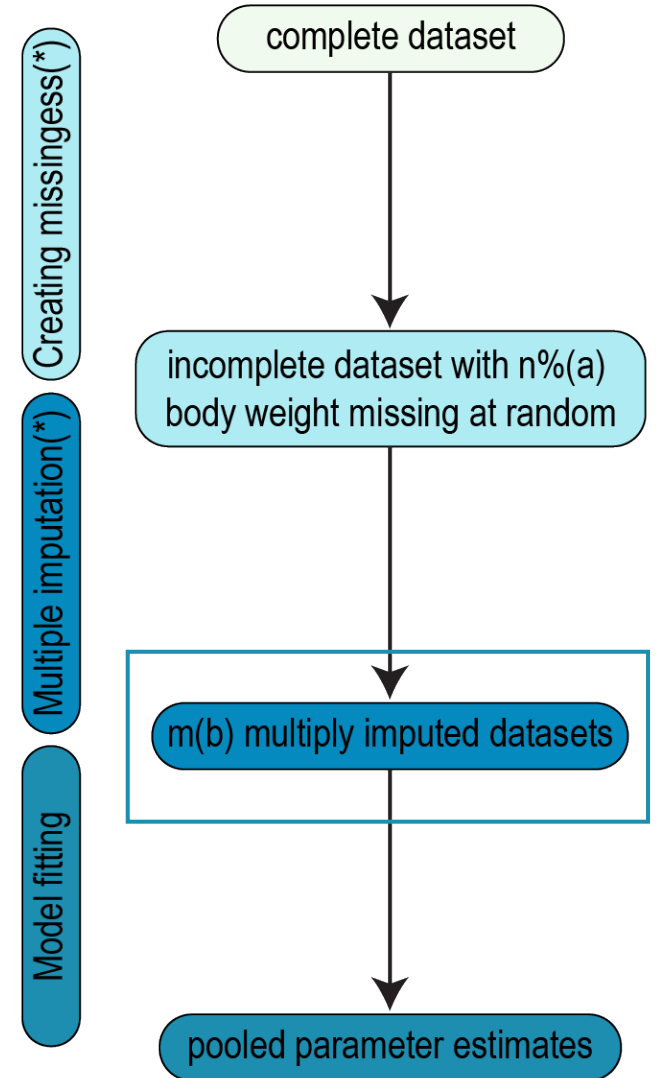 complete dataset
Creating missingess(*)
incomplete dataset with n%(a)
body weight missing at random
Multiple imputation(*)
m(b) multiply imputed datasets
Model fitting
pooled parameter estimates